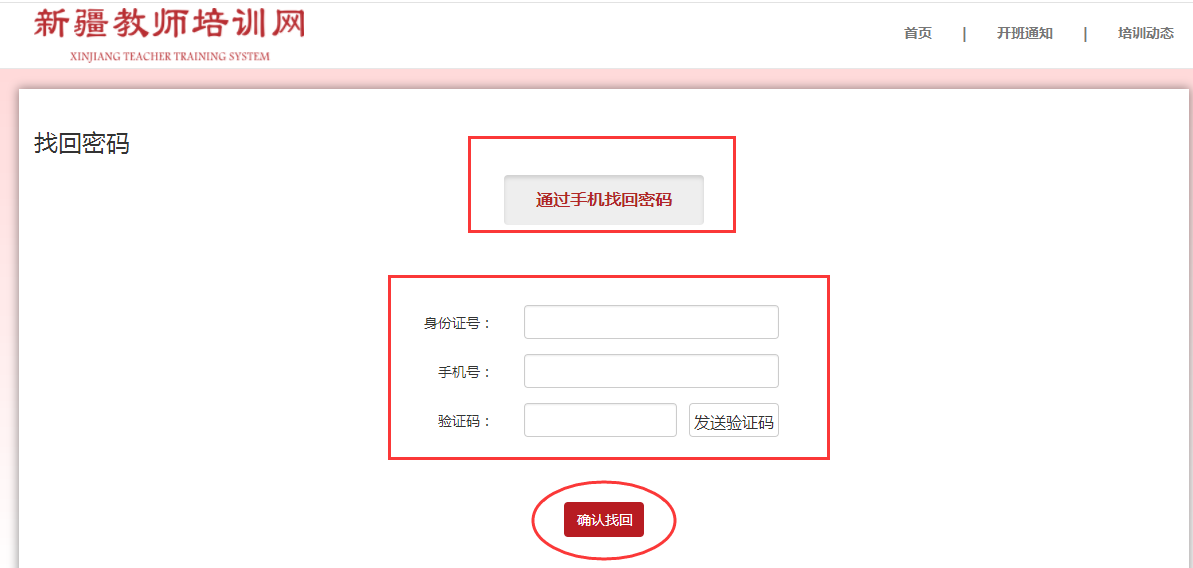 新疆教师培训网
XINJIANG TEACHER TRAINING SYSTEM
首页 | 开班通知 | 培训动态
找回密码
通过手机找回密码
身份证号：
手机号：
验证码： 发送验证码
确认找回